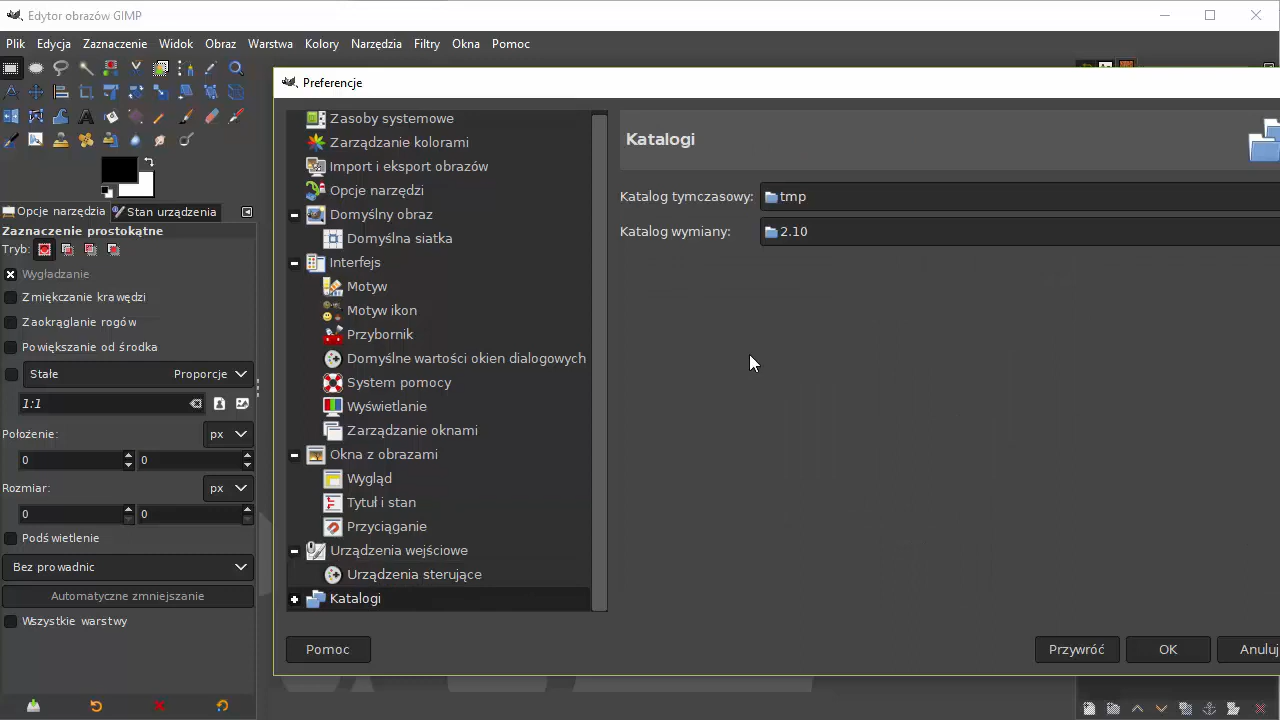 Edytor obrazów GIMP
Plik Edycja Zaznaczenie Widok Obraz Warstwa Kolory Narzędzia Filtry Okna Pomoc
Opcje narzędzia Stan urządzenia
Zaznaczenie prostokątne
Tryb:
Wygładzanie
Zmiękczanie krawędzi
Zaokrąglanie rogów
Powiększanie od środka
Stałe Proporcje
1:1
Położenie: px
0 0
Rozmiar: px
0 0
Podświetlenie
Bez prowadnic
Automatyczne zmniejszanie
Wszystkie warstwy
Preferencje
Zasoby systemowe
Zarządzanie kolorami
Import i eksport obrazów
Opcje narzędzi
Domyślny obraz
Domyślna siatka
Interfejs
Motyw
Motyw ikon
Przybornik
Domyślne wartości okien dialogowych
System pomocy
Wyświetlanie
Zarządzanie oknami
Okna z obrazami
Wygląd
Tytuł i stan
Przyciąganie
Urządzenia wejściowe
Urządzenia sterujące
Katalogi
Katalogi
Katalog tymczasowy: tmp
Katalog wymiany: 2.10
Pomoc Przywróć OK Anuluj